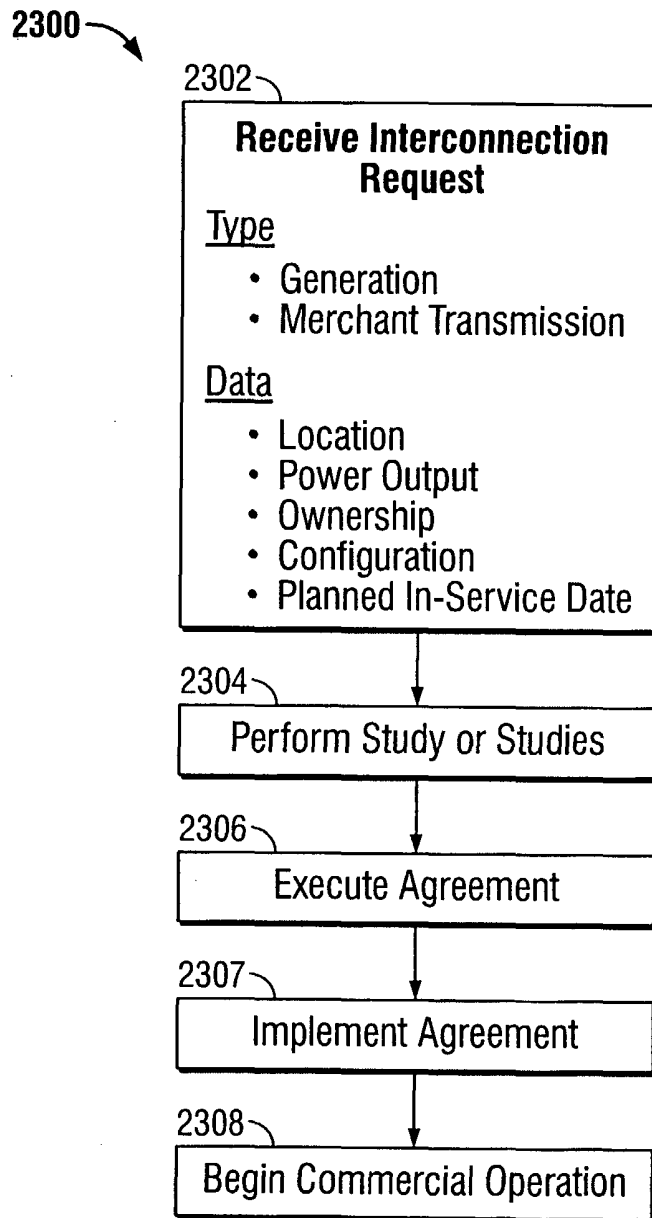 2300
2302
Receive Interconnection
Request
Type
• Generation
• Merchant Transmission
Data
• Location
• Power Output
• Ownership
• Configuration
• Planned In-Service Date
2304
Perform Study or Studies
2306
Execute Agreement
2307
Implement Agreement
2308
Begin Commercial Operation